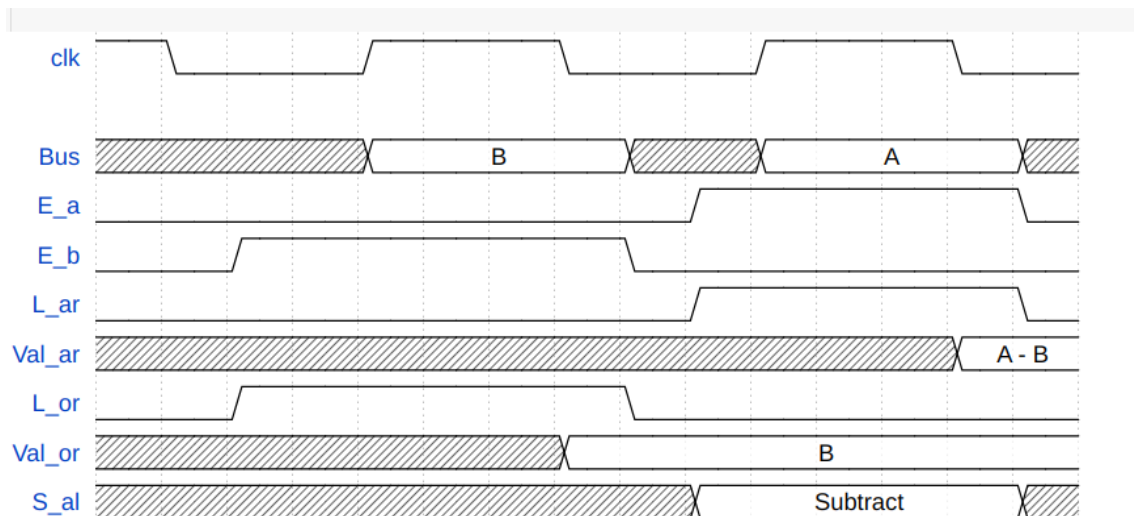 clk
Bus B A
E_a
E_b
L_ar
Val_ar A - B
L_or
Val_or B
S_al Subtract